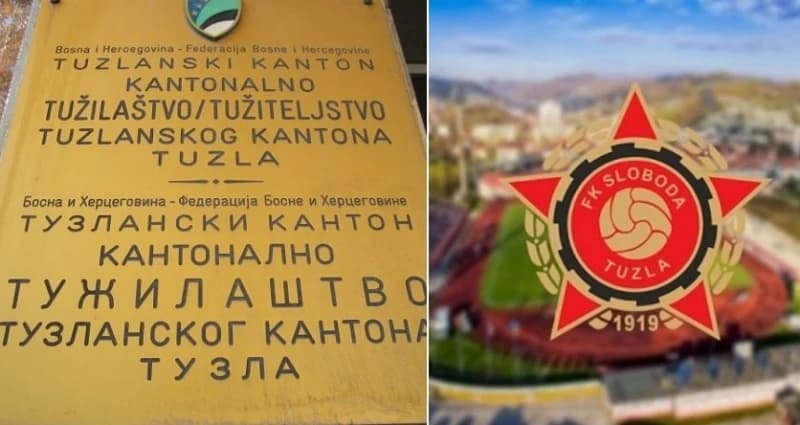 Bosna i Hercegovina - Federacija Bosne i Hercegovine
TUZLANSKI KANTON
KANTONALNO
TUŽILAŠTVO/TUŽITELJSTVO
TUZLANSKOG KANTONA
TUZLA
Босна и Херцеговина - Федерација Босне и Херцеговине
ТУЗЛАНСКИ КАНТОН
КАНТОНАЛНО
ТУЖИЛАШТВО
ТУЗЛАНСКОГ КАНТОНА
ТУЗЛА
FK SLOBODA
TUZLA
1919